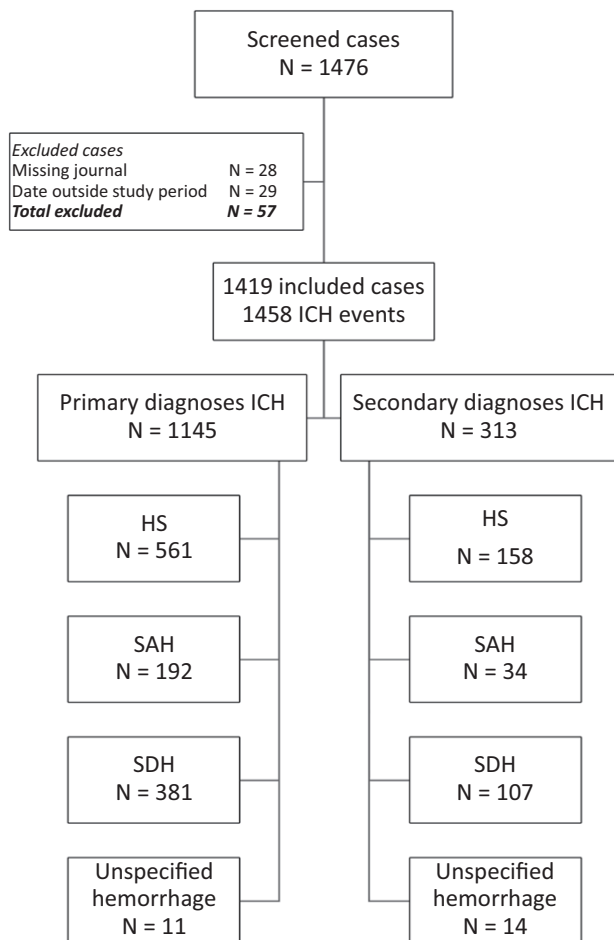 Screened cases
N = 1476
Excluded cases
Missing journal N = 28
Date outside study period N = 29
Total excluded N = 57
1419 included cases
1458 ICH events
Primary diagnoses ICH
N = 1145
Secondary diagnoses ICH
N = 313
HS
N = 561
HS
N = 158
SAH
N = 192
SAH
N = 34
SDH
N = 381
SDH
N = 107
Unspecified
hemorrhage
N = 11
Unspecified
hemorrhage
N = 14